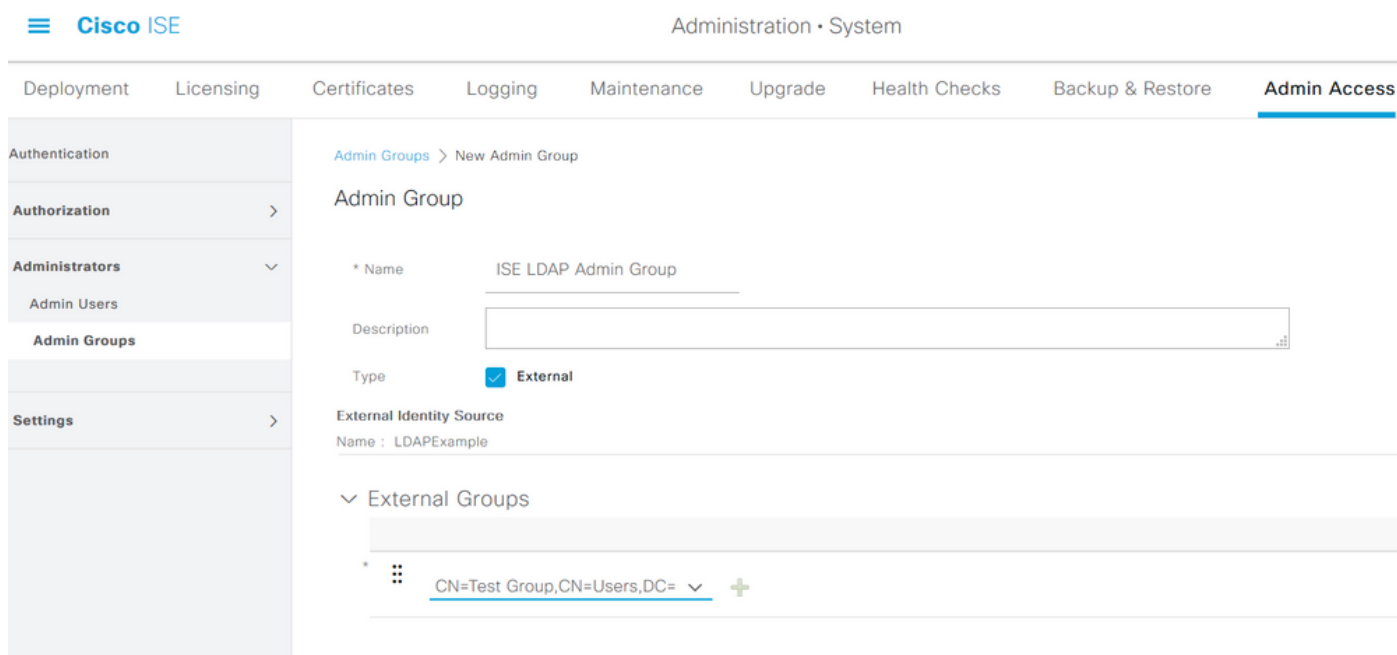 Cisco ISE
Administration · System
Deployment Licensing Certificates Logging Maintenance Upgrade Health Checks Backup & Restore Admin Access
Authentication
Authorization
Administrators
Admin Users
Admin Groups
Settings
Admin Groups > New Admin Group
Admin Group
* Name ISE LDAP Admin Group
Description
Type External
External Identity Source
Name : LDAPExample
External Groups
* CN=Test Group,CN=Users,DC=